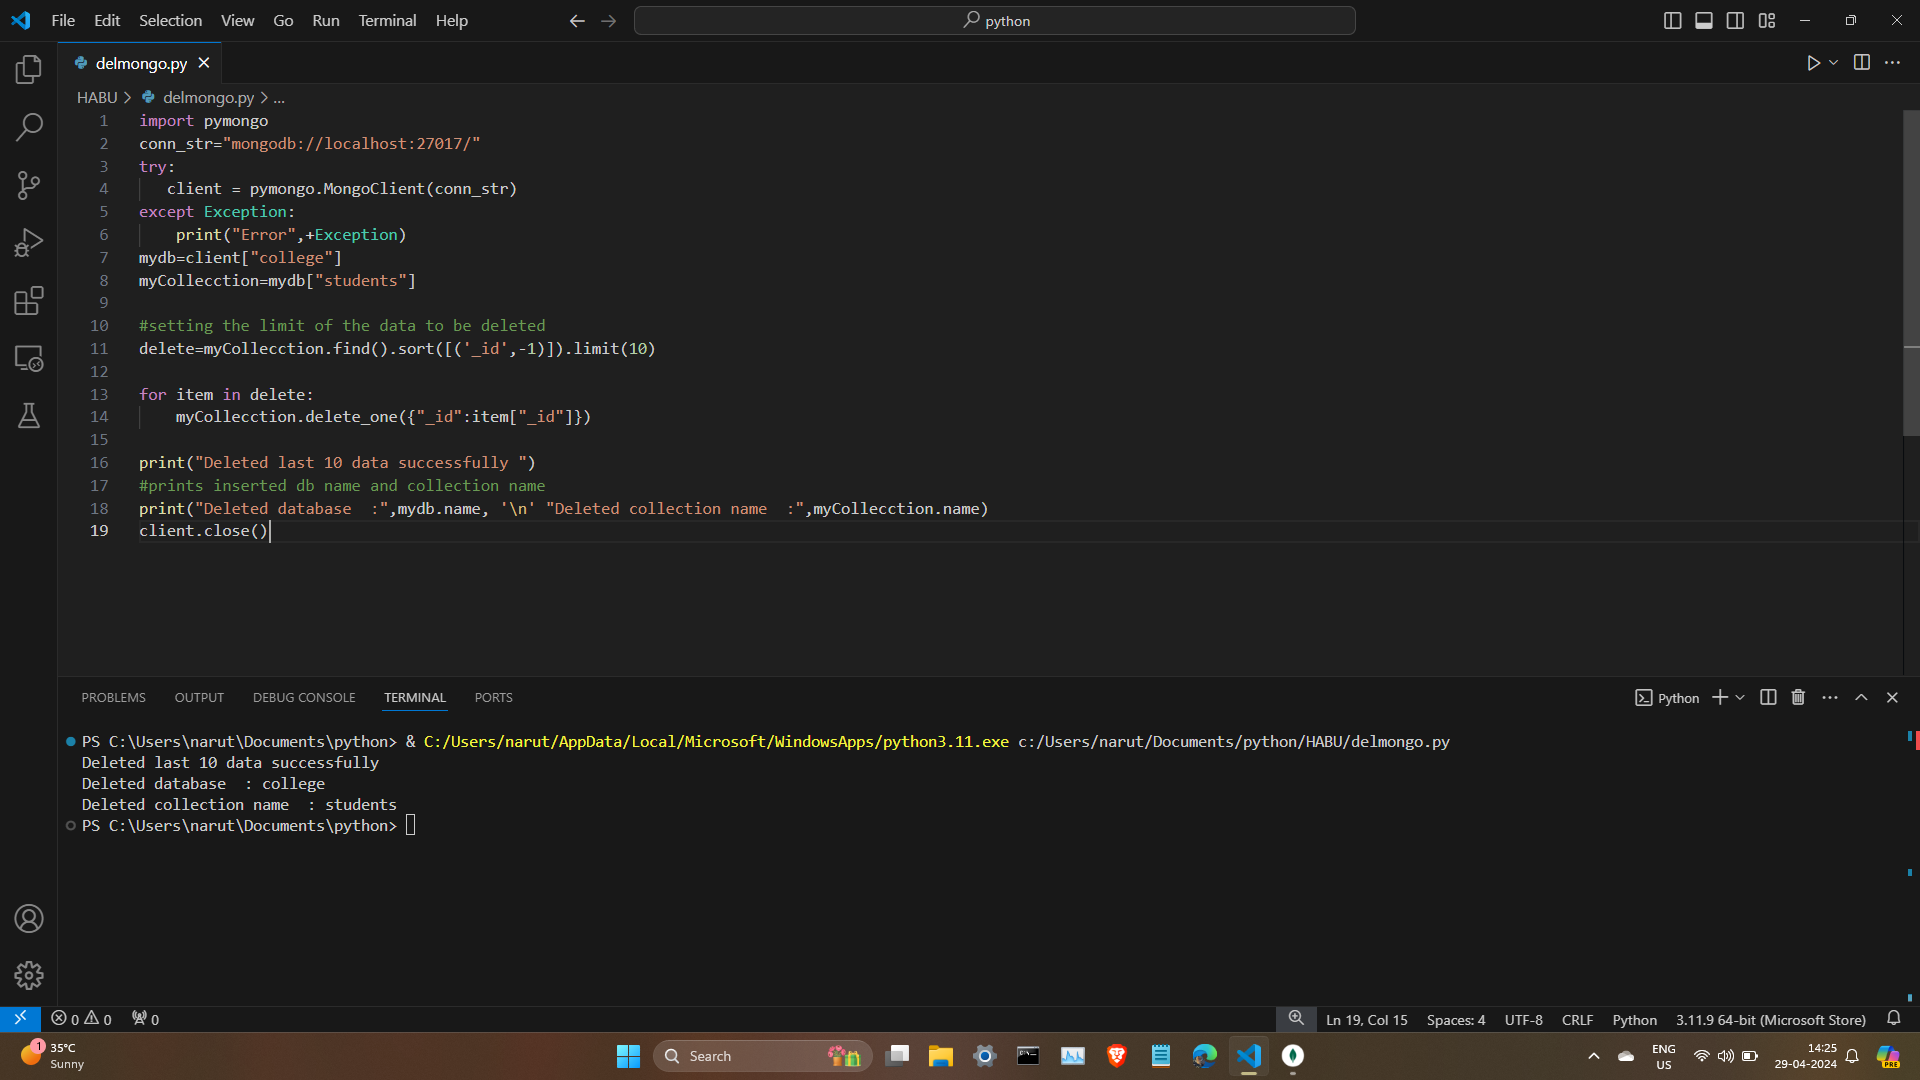 File Edit Selection View Go Run Terminal Help
python
delmongo.py
HABU > delmongo.py > ...
1 import pymongo
2 conn_str="mongodb://localhost:27017/"
3 try:
4    client = pymongo.MongoClient(conn_str)
5 except Exception:
6     print("Error",+Exception)
7 mydb=client["college"]
8 myCollecction=mydb["students"]
9
10 #setting the limit of the data to be deleted
11 delete=myCollecction.find().sort([('_id',-1)]).limit(10)
12
13 for item in delete:
14     myCollecction.delete_one({"_id":item["_id"]})
15
16 print("Deleted last 10 data successfully ")
17 #prints inserted db name and collection name
18 print("Deleted database  :",mydb.name, '\n' "Deleted collection name  :",myCollecction.name)
19 client.close()
PROBLEMS OUTPUT DEBUG CONSOLE TERMINAL PORTS
Python
PS C:\Users\narut\Documents\python> & C:/Users/narut/AppData/Local/Microsoft/WindowsApps/python3.11.exe c:/Users/narut/Documents/python/HABU/delmongo.py
Deleted last 10 data successfully
Deleted database  : college
Deleted collection name  : students
PS C:\Users\narut\Documents\python>
0 0 0
Ln 19, Col 15 Spaces: 4 UTF-8 CRLF Python 3.11.9 64-bit (Microsoft Store)
1
35°C
Sunny
Search
ENG
US
14:25
29-04-2024
PRE